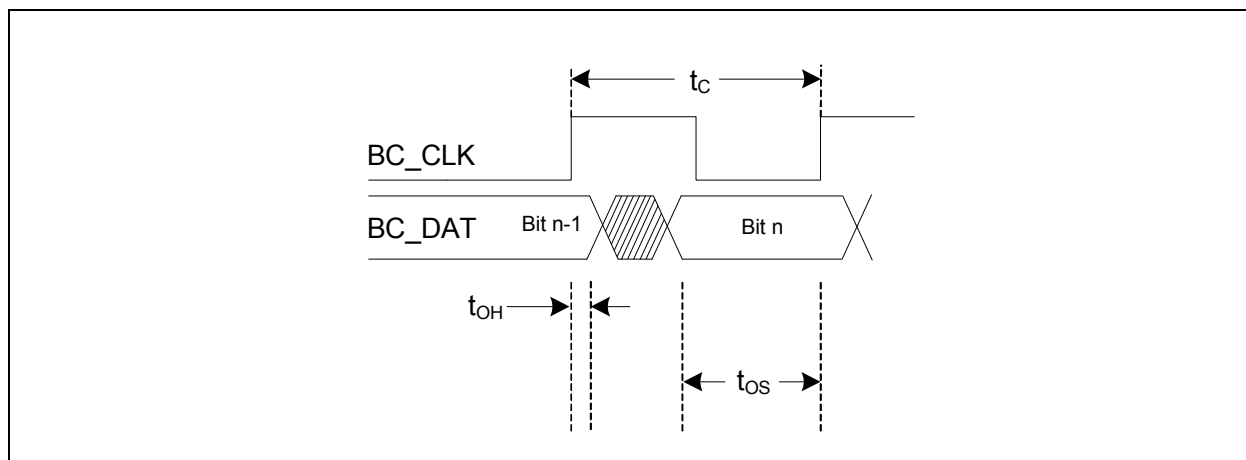 tC
BC_CLK
BC_DAT
Bit n-1
Bit n
tOH
tOS